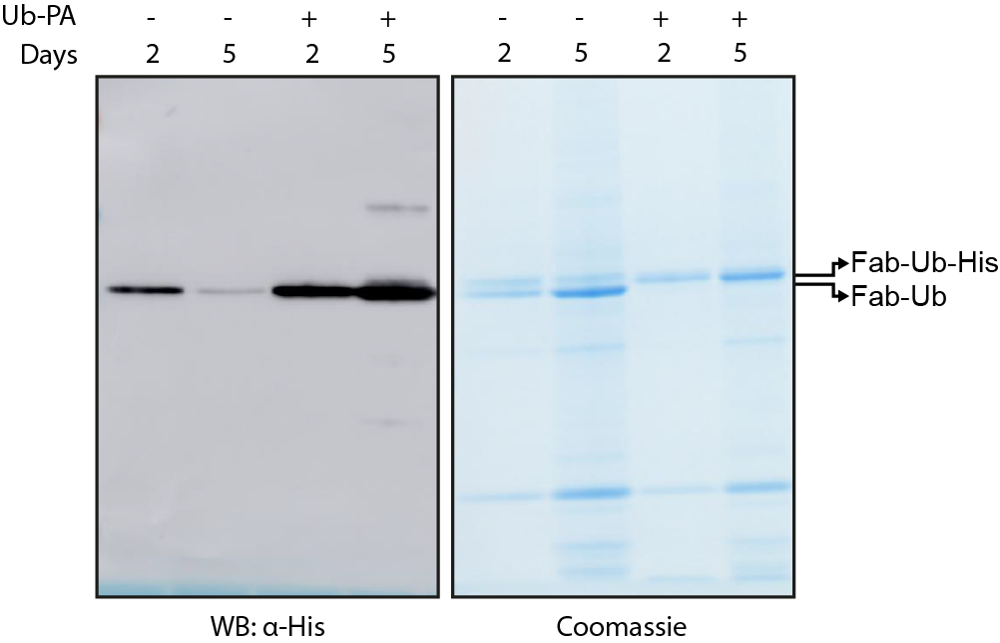 Ub-PA - - + + - - + +
Days 2 5 2 5 2 5 2 5
Fab-Ub-His
Fab-Ub
WB: α-His Coomassie